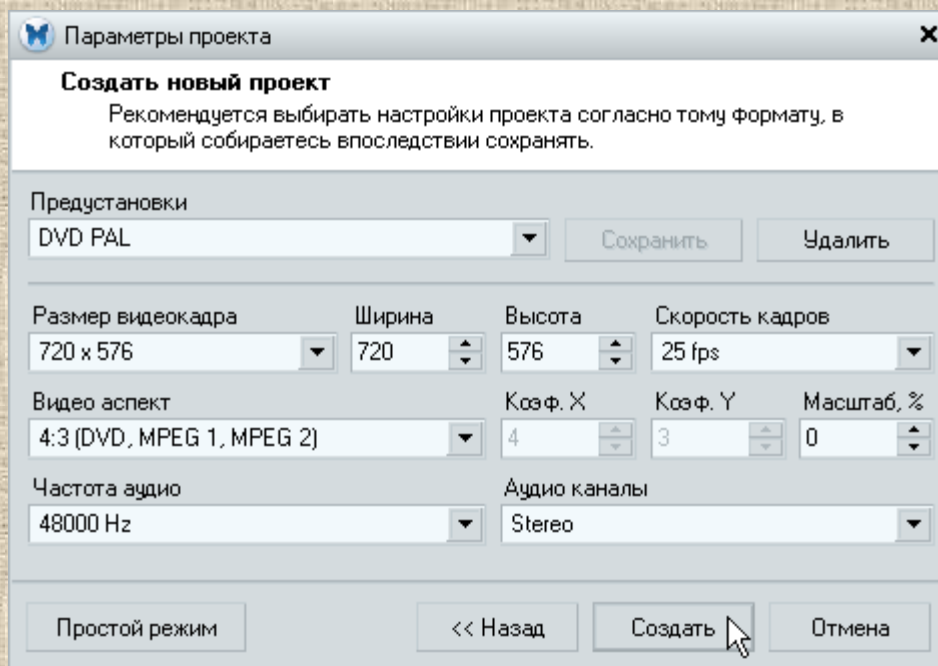 Параметры проекта
Создать новый проект
Рекомендуется выбирать настройки проекта согласно тому формату, в
который собираетесь впоследствии сохранять.
Предустановки
DVD PAL Сохранить Удалить
Размер видеокадра Ширина Высота Скорость кадров
720 x 576 720 576 25 fps
Видео аспект Коэф. X Коэф. Y Масштаб, %
4:3 (DVD, MPEG 1, MPEG 2) 4 3 0
Частота аудио Аудио каналы
48000 Hz Stereo
Простой режим << Назад Создать Отмена